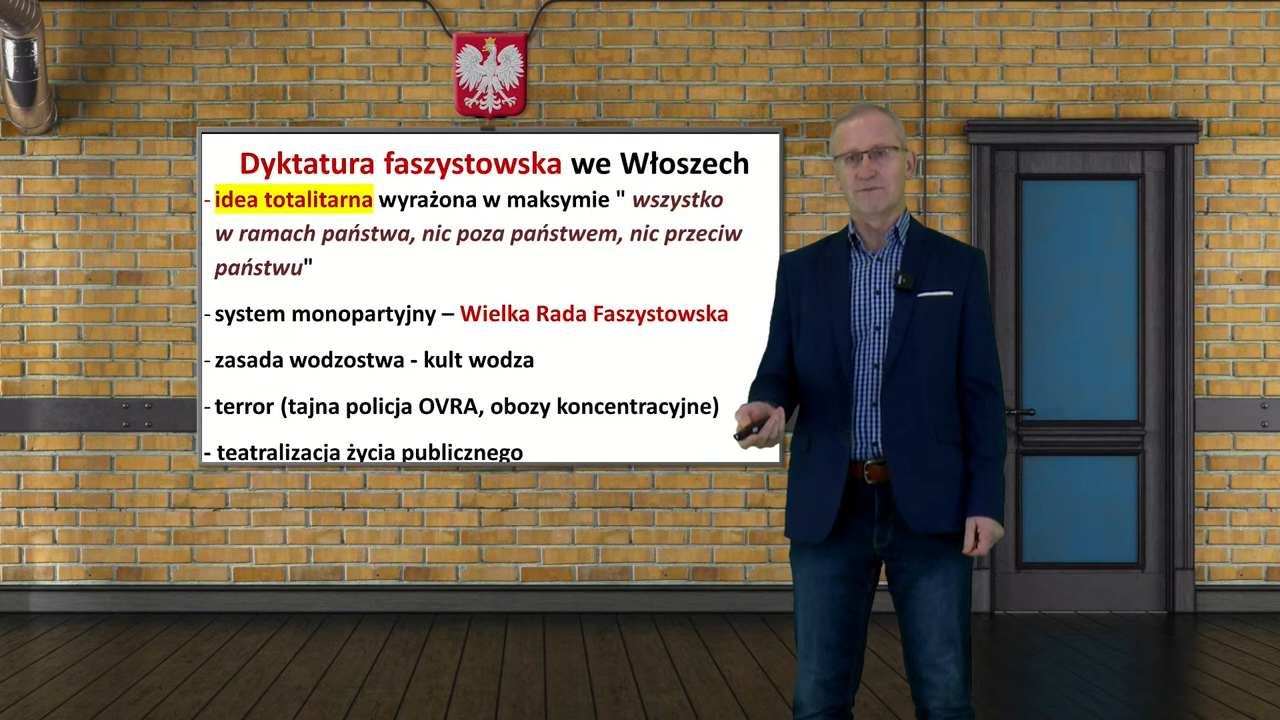 Dyktatura faszystowska we Włoszech
- idea totalitarna wyrażona w maksymie " wszystko
w ramach państwa, nic poza państwem, nic przeciw
państwu"
- system monopartyjny – Wielka Rada Faszystowska
- zasada wodzostwa - kult wodza
- terror (tajna policja OVRA, obozy koncentracyjne)
- teatralizacja życia publicznego